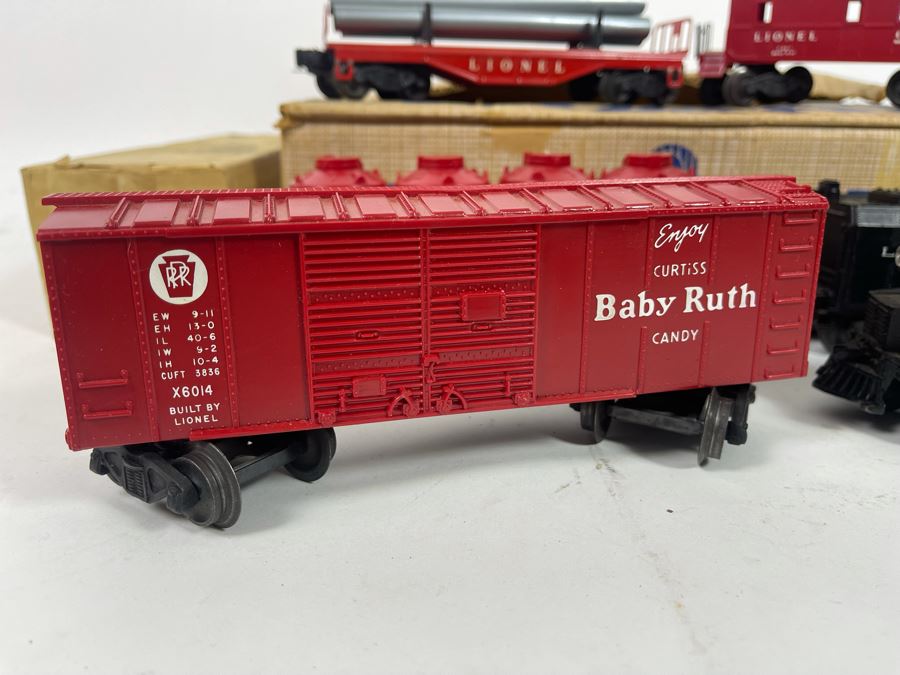 LIONEL
LIONEL
PRR
EW 9-11
EH 13-0
IL 40-6
IW 9-2
IH 10-4
CUFT 3836
X6014
BUILT BY
LIONEL
Enjoy
CURTiSS
Baby Ruth
CANDY